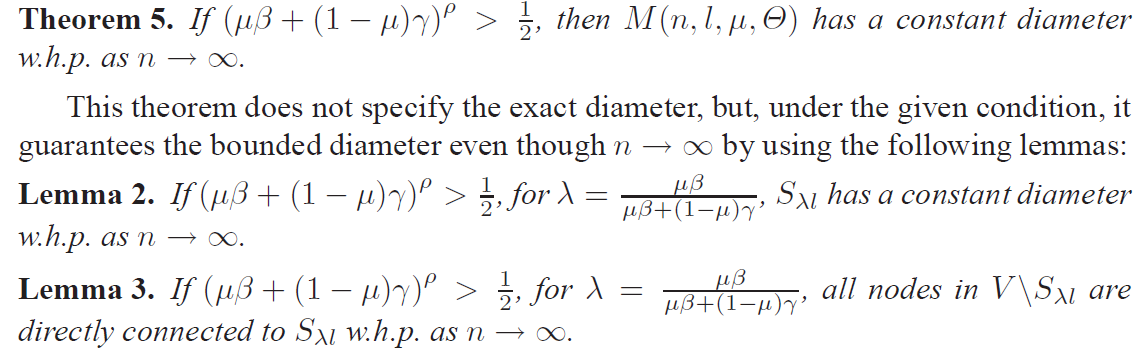 Theorem 5. If (μβ + (1 − μ)γ)^ρ > 1/2, then M(n, l, μ, Θ) has a constant diameter
w.h.p. as n → ∞.
This theorem does not specify the exact diameter, but, under the given condition, it
guarantees the bounded diameter even though n → ∞ by using the following lemmas:
Lemma 2. If (μβ + (1 − μ)γ)^ρ > 1/2, for λ = μβ/(μβ+(1−μ)γ), S_{λl} has a constant diameter
w.h.p. as n → ∞.
Lemma 3. If (μβ + (1 − μ)γ)^ρ > 1/2, for λ = μβ/(μβ+(1−μ)γ), all nodes in V\S_{λl} are
directly connected to S_{λl} w.h.p. as n → ∞.